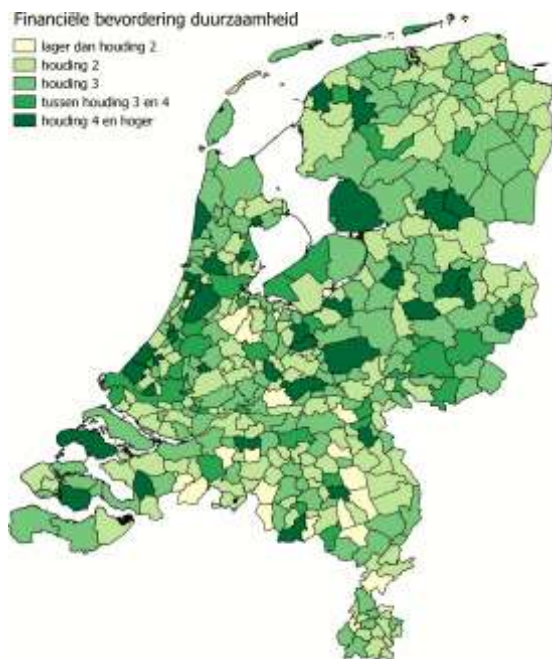 Financiële bevordering duurzaamheid
lager dan houding 2
houding 2
houding 3
tussen houding 3 en 4
houding 4 en hoger